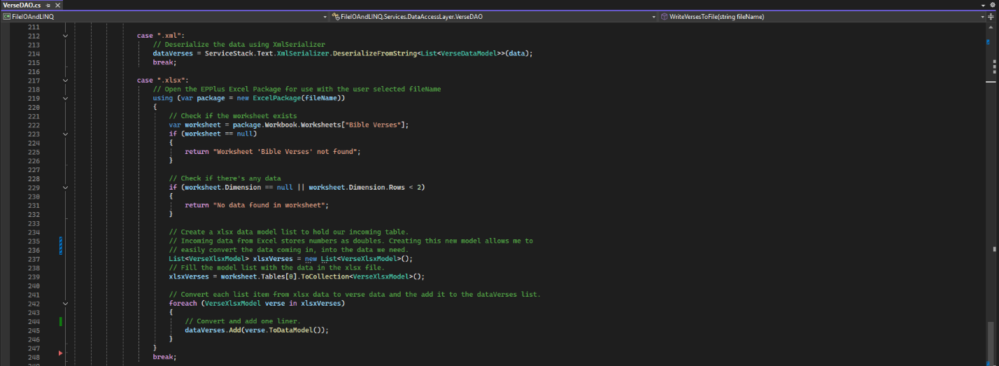 VerseDAO.cs
FileIOAndLINQ
FileIOAndLINQ.Services.DataAccessLayer.VerseDAO
WriteVersesToFile(string fileName)
211
212 case ".xml":
213 // Deserialize the data using XmlSerializer
214 dataVerses = ServiceStack.Text.XmlSerializer.DeserializeFromString<List<VerseDataModel>>(data);
215 break;
216
217 case ".xlsx":
218 // Open the EPPlus Excel Package for use with the user selected fileName
219 using (var package = new ExcelPackage(fileName))
220 {
221 // Check if the worksheet exists
222 var worksheet = package.Workbook.Worksheets["Bible Verses"];
223 if (worksheet == null)
224 {
225 return "Worksheet 'Bible Verses' not found";
226 }
227
228 // Check if there's any data
229 if (worksheet.Dimension == null || worksheet.Dimension.Rows < 2)
230 {
231 return "No data found in worksheet";
232 }
233
234 // Create a xlsx data model list to hold our incoming table.
235 // Incoming data from Excel stores numbers as doubles. Creating this new model allows me to
236 // easily convert the data coming in, into the data we need.
237 List<VerseXlsxModel> xlsxVerses = new List<VerseXlsxModel>();
238 // Fill the model list with the data in the xlsx file.
239 xlsxVerses = worksheet.Tables[0].ToCollection<VerseXlsxModel>();
240
241 // Convert each list item from xlsx data to verse data and the add it to the dataVerses list.
242 foreach (VerseXlsxModel verse in xlsxVerses)
243 {
244 // Convert and add one liner.
245 dataVerses.Add(verse.ToDataModel());
246 }
247 }
248 break;